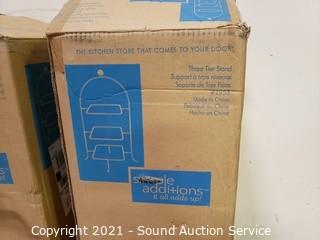 THE KITCHEN STORE THAT COMES TO YOUR DOOR!
Three Tier Stand
Support à trois niveaux
Soporte de Tres Pisos
Made in China
Fabriqué en Chine
Hecho en China
simple
additions™
it all adds up!
Copyright 2021 - Sound Auction Service